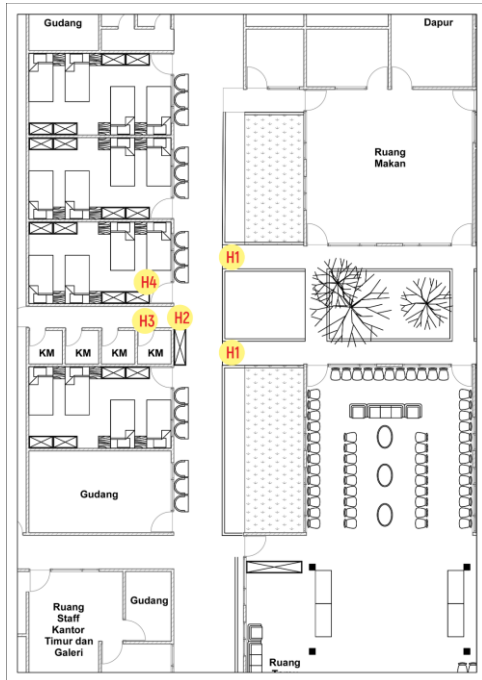 Gudang
Dapur
Ruang
Makan
H1
H4
H3
H2
KM
KM
KM
KM
H1
Gudang
Ruang
Staff
Kantor
Timur dan
Galeri
Gudang
Ruang